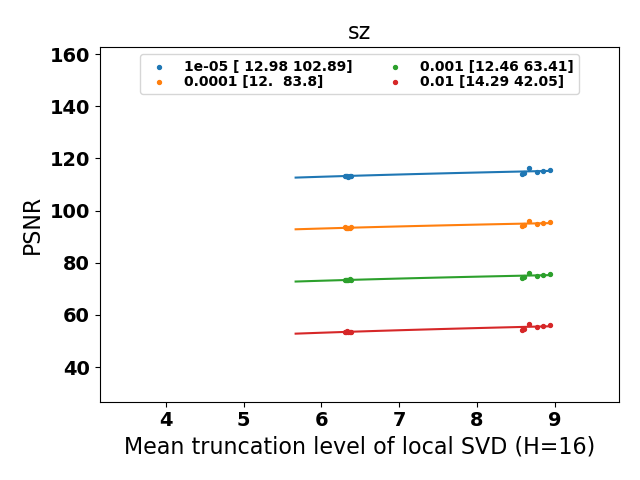 sz
1e-05 [ 12.98 102.89]
0.0001 [12.  83.8]
0.001 [12.46 63.41]
0.01 [14.29 42.05]
PSNR
160
140
120
100
80
60
40
4 5 6 7 8 9
Mean truncation level of local SVD (H=16)